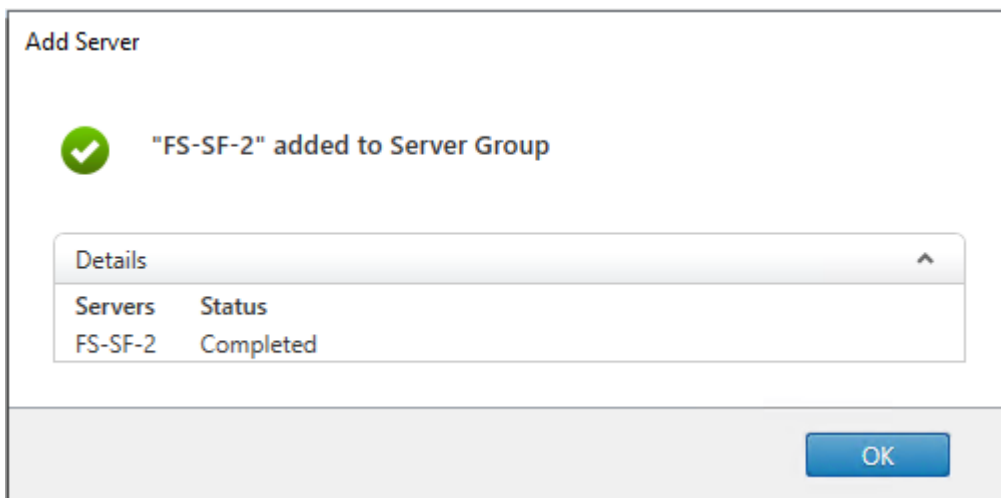 Add Server
"FS-SF-2" added to Server Group
Details
Servers Status
FS-SF-2 Completed
OK